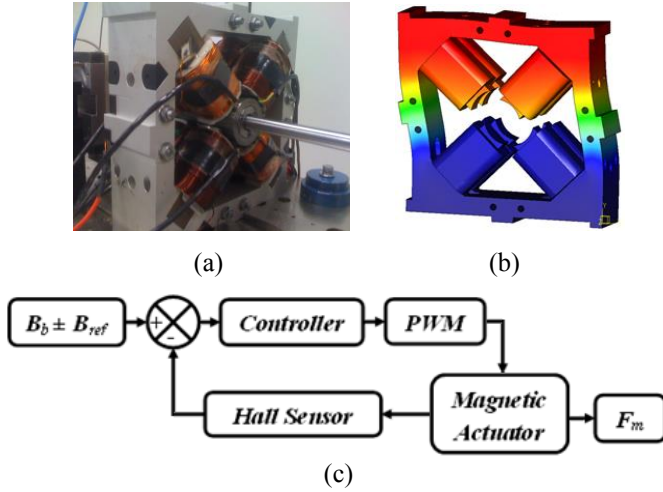 (a)
(b)
B_b ± B_ref
+
-
Controller
PWM
Hall Sensor
Magnetic
Actuator
F_m
(c)
Y